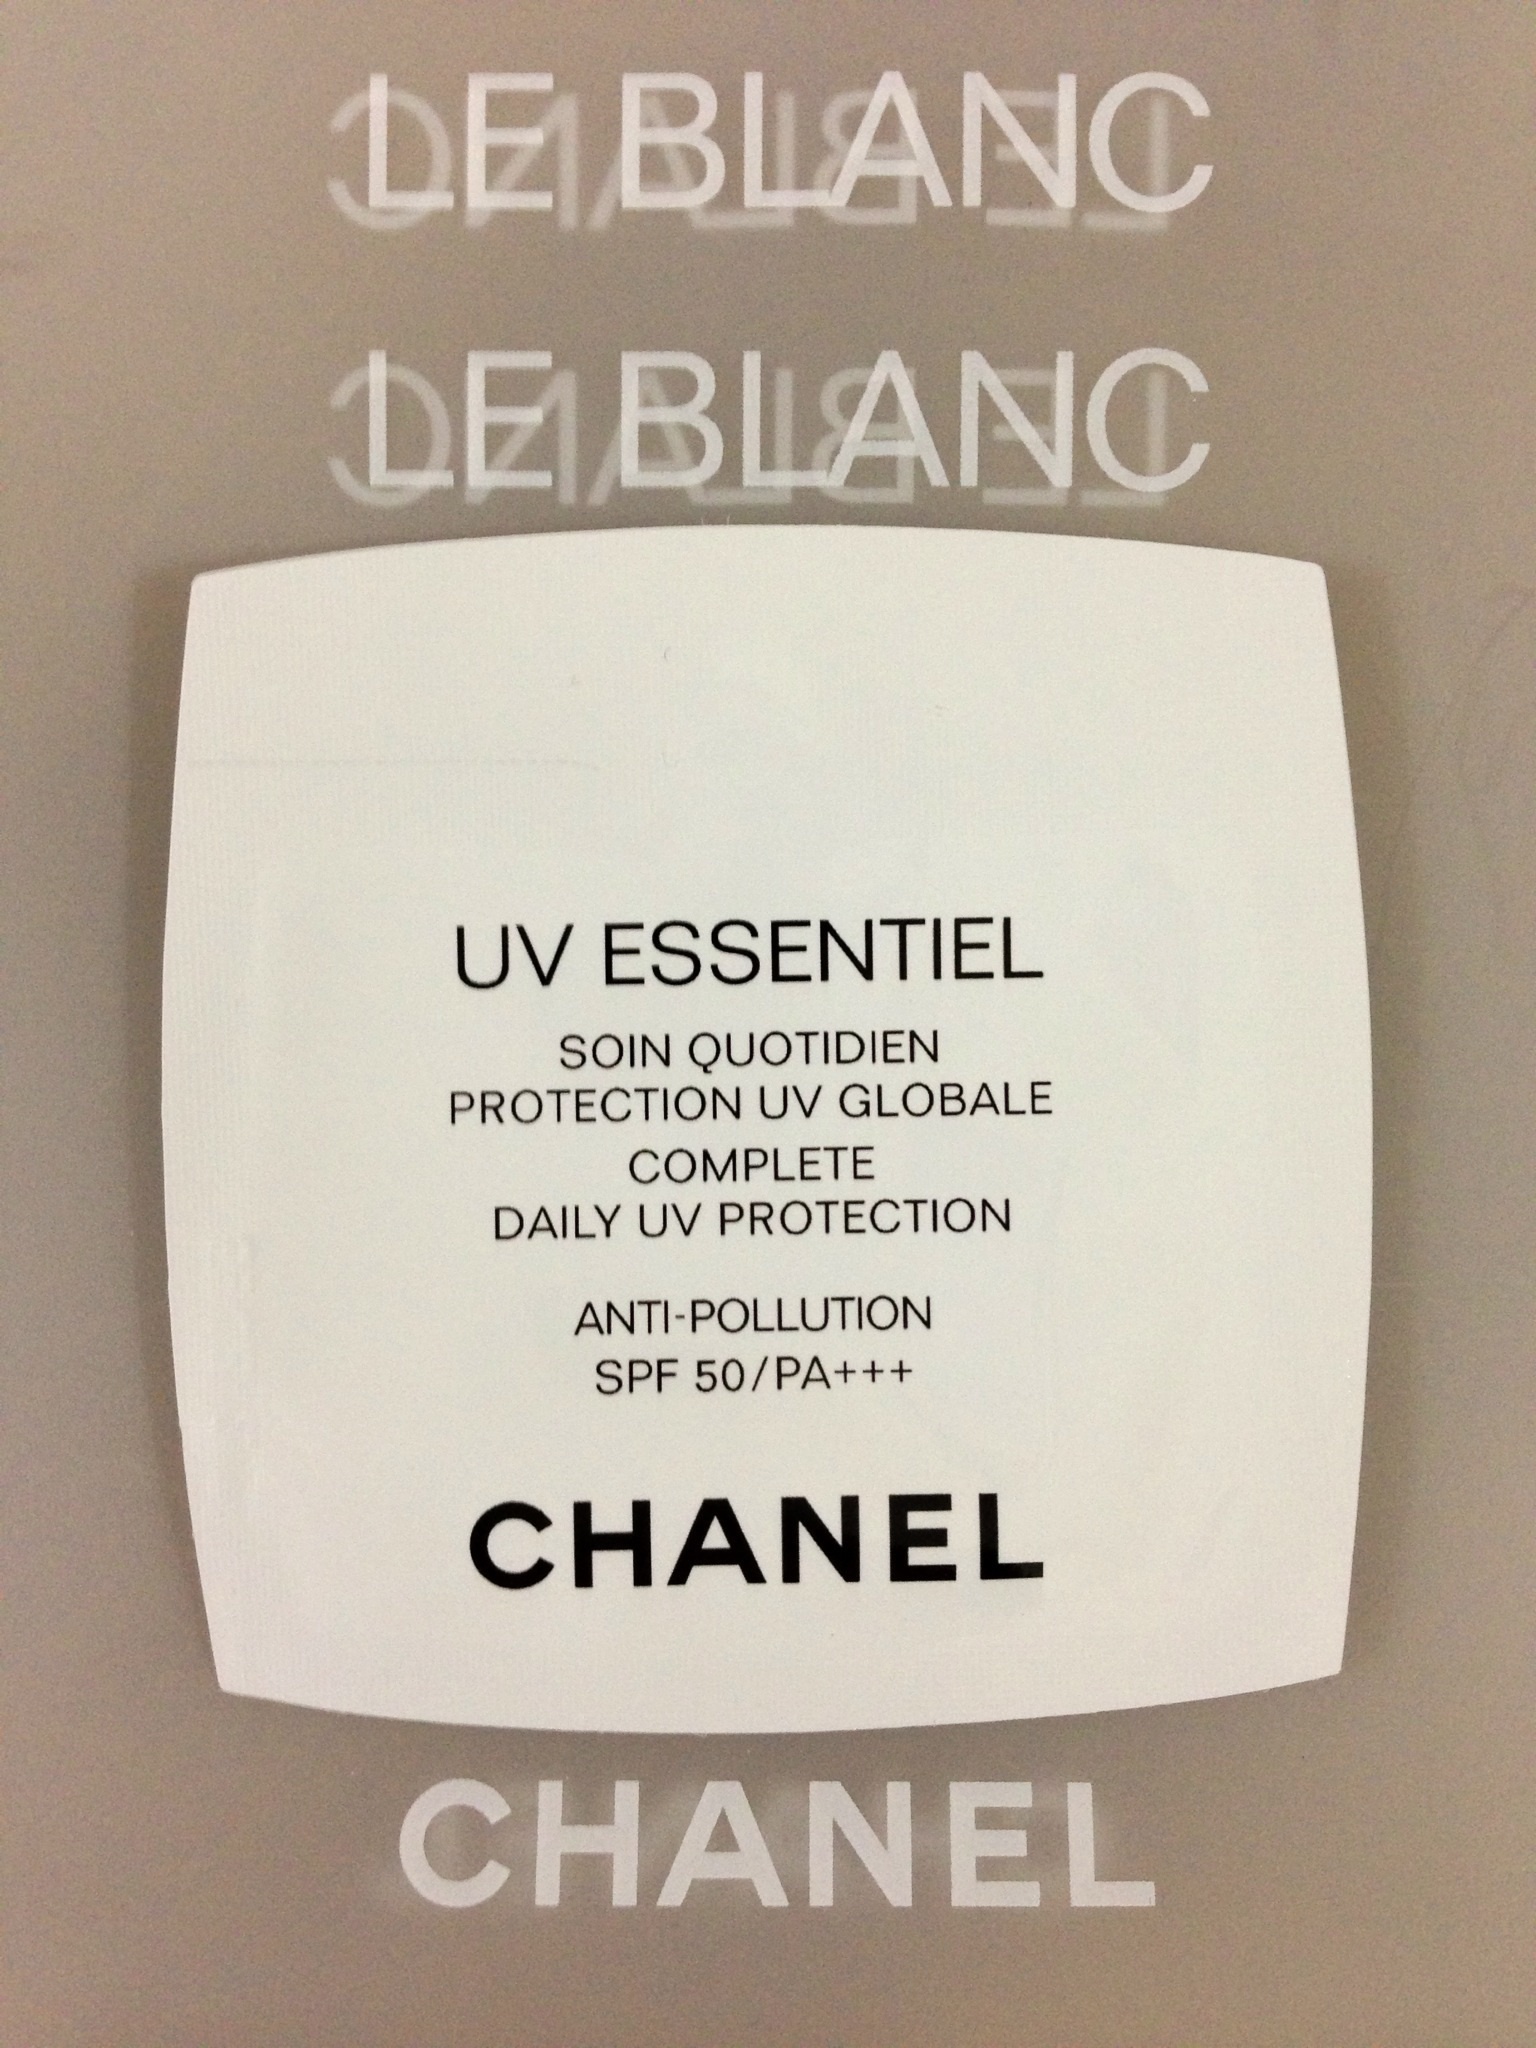 LE BLANC
LE BLANC
UV ESSENTIEL
SOIN QUOTIDIEN
PROTECTION UV GLOBALE
COMPLETE
DAILY UV PROTECTION
ANTI-POLLUTION
SPF 50/PA+++
CHANEL
CHANEL